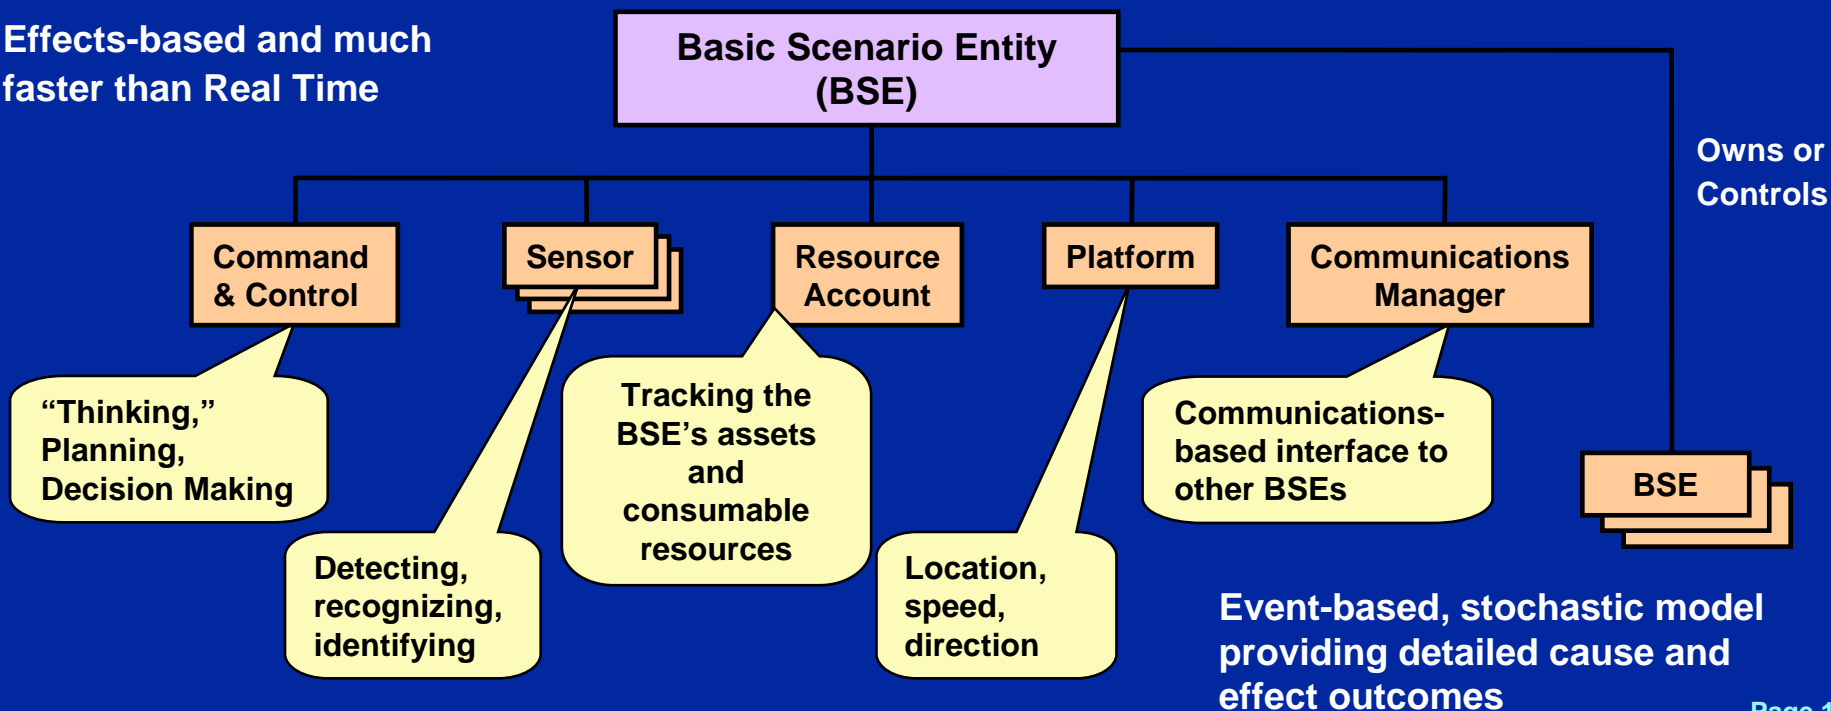 Effects-based and much
faster than Real Time
Basic Scenario Entity
(BSE)
Owns or
Controls
Command
& Control
Sensor
Resource
Account
Platform
Communications
Manager
“Thinking,”
Planning,
Decision Making
Detecting,
recognizing,
identifying
Tracking the
BSE’s assets
and
consumable
resources
Location,
speed,
direction
Communications-
based interface to
other BSEs
BSE
Event-based, stochastic model
providing detailed cause and
effect outcomes
Page 1